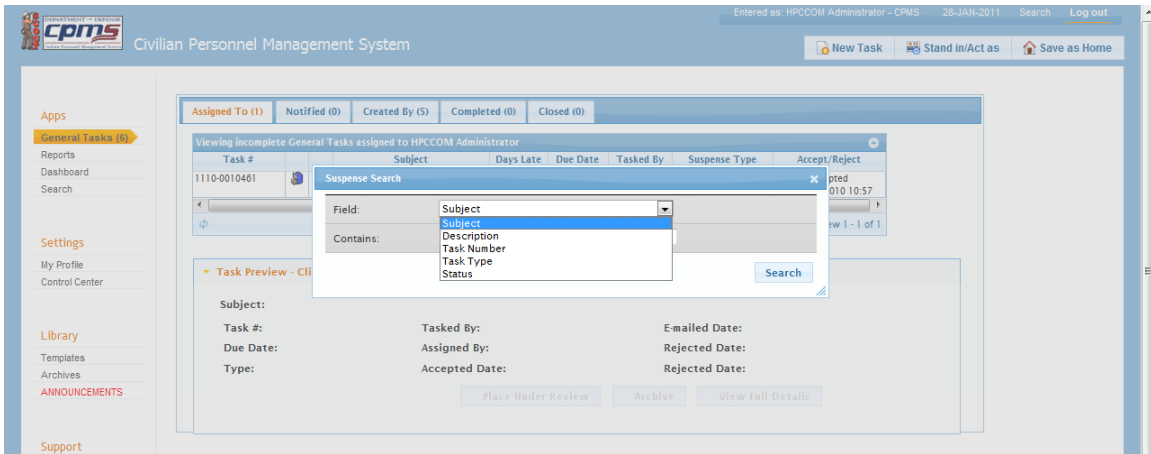 DEPARTMENT OF DEFENSE
cpms
Civilian Personnel Management Service
Civilian Personnel Management System
Entered as: HPCCOM Administrator - CPMS 28-JAN-2011 Search Log out
New Task Stand in/Act as Save as Home
Apps
General Tasks (6)
Reports
Dashboard
Search
Settings
My Profile
Control Center
Library
Templates
Archives
ANNOUNCEMENTS
Support
Assigned To (1) Notified (0) Created By (5) Completed (0) Closed (0)
Viewing incomplete General Tasks assigned to HPCCOM Administrator
Task # Subject Days Late Due Date Tasked By Suspense Type Accept/Reject
1110-0010461 pted
010 10:57
ew 1 - 1 of 1
Suspense Search
Field: Subject
Subject
Description
Task Number
Task Type
Status
Contains:
Search
Task Preview - Cli
Subject:
Task #: Tasked By: E-mailed Date:
Due Date: Assigned By: Rejected Date:
Type: Accepted Date: Rejected Date:
Place Under Review Archive View Full Details